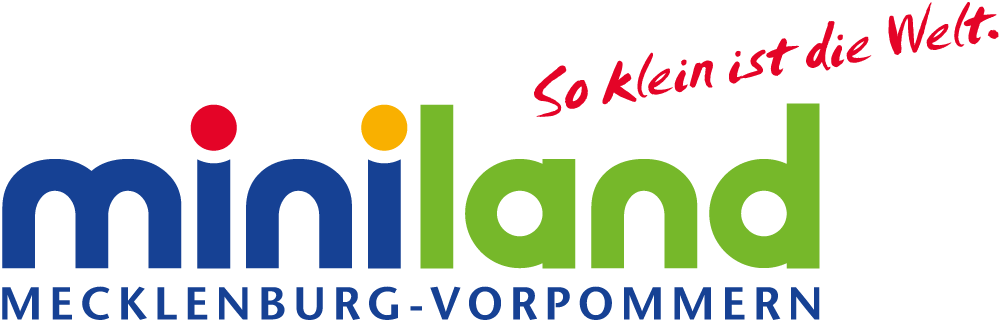 So klein ist die Welt.
miniland
MECKLENBURG-VORPOMMERN